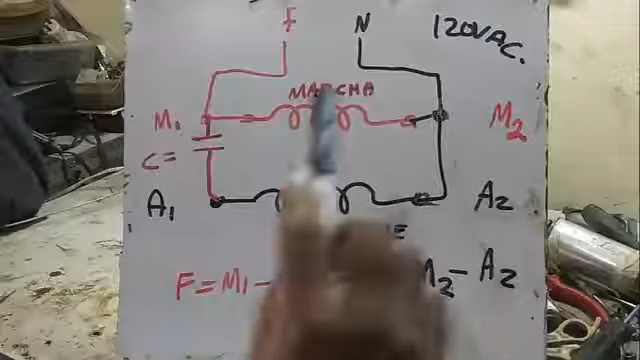 F N 120VAC.
MARCHA
M1 M2
C=
A1 A2
F=M1- M2-A2